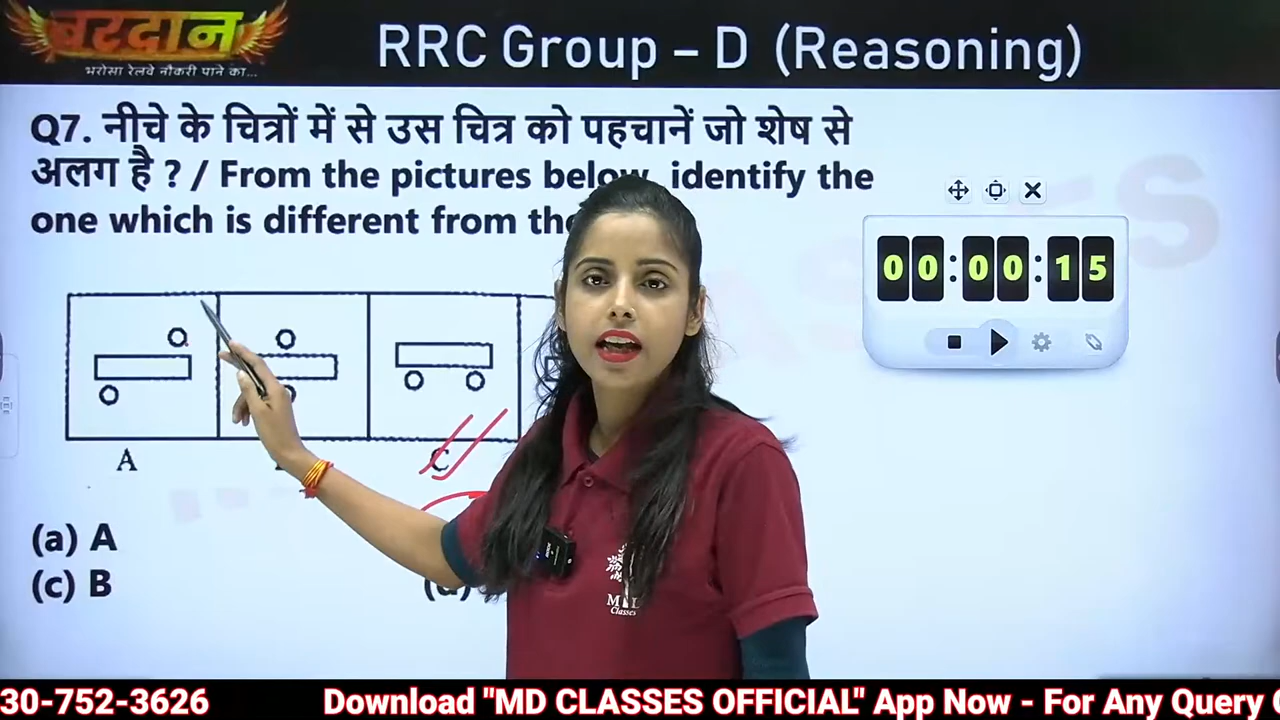 वरदान
भरोसा रेलवे नौकरी पाने का...
RRC Group – D (Reasoning)
Q7. नीचे के चित्रों में से उस चित्र को पहचानें जो शेष से
अलग है ? / From the pictures below, identify the
one which is different from the
00:00:15
A
C
(a) A
(c) B
(d)
Classes
30-752-3626 Download "MD CLASSES OFFICIAL" App Now - For Any Query